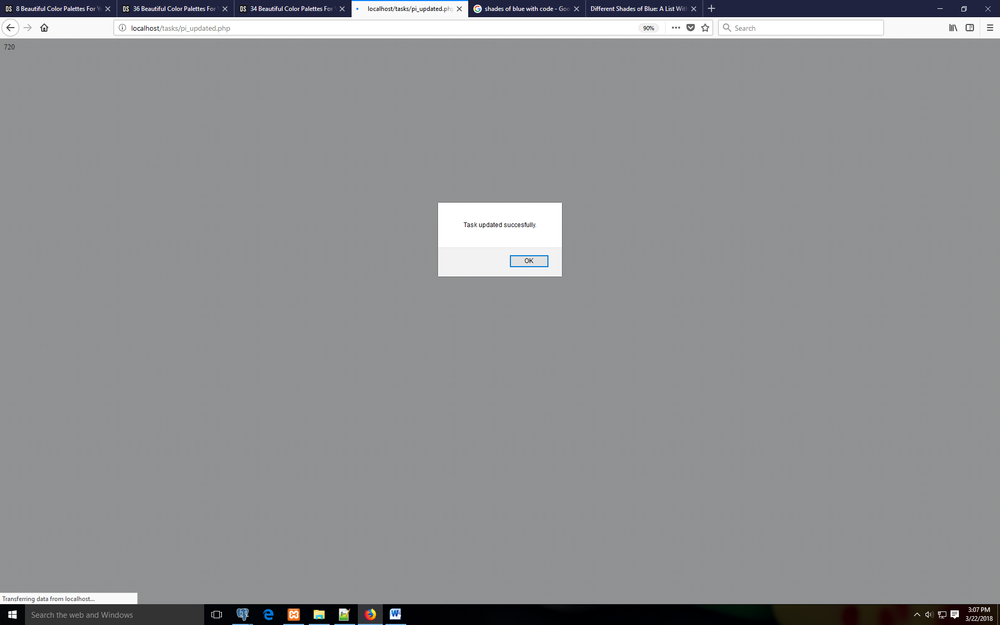 DS 8 Beautiful Color Palettes For Yo
DS 36 Beautiful Color Palettes For Y
DS 34 Beautiful Color Palettes For Y
localhost/tasks/pi_updated.php
shades of blue with code - Goo
Different Shades of Blue: A List With
localhost/tasks/pi_updated.php
90%
Search
720
Task updated succesfully.
OK
Transferring data from localhost...
Search the web and Windows
3:07 PM
3/22/2018